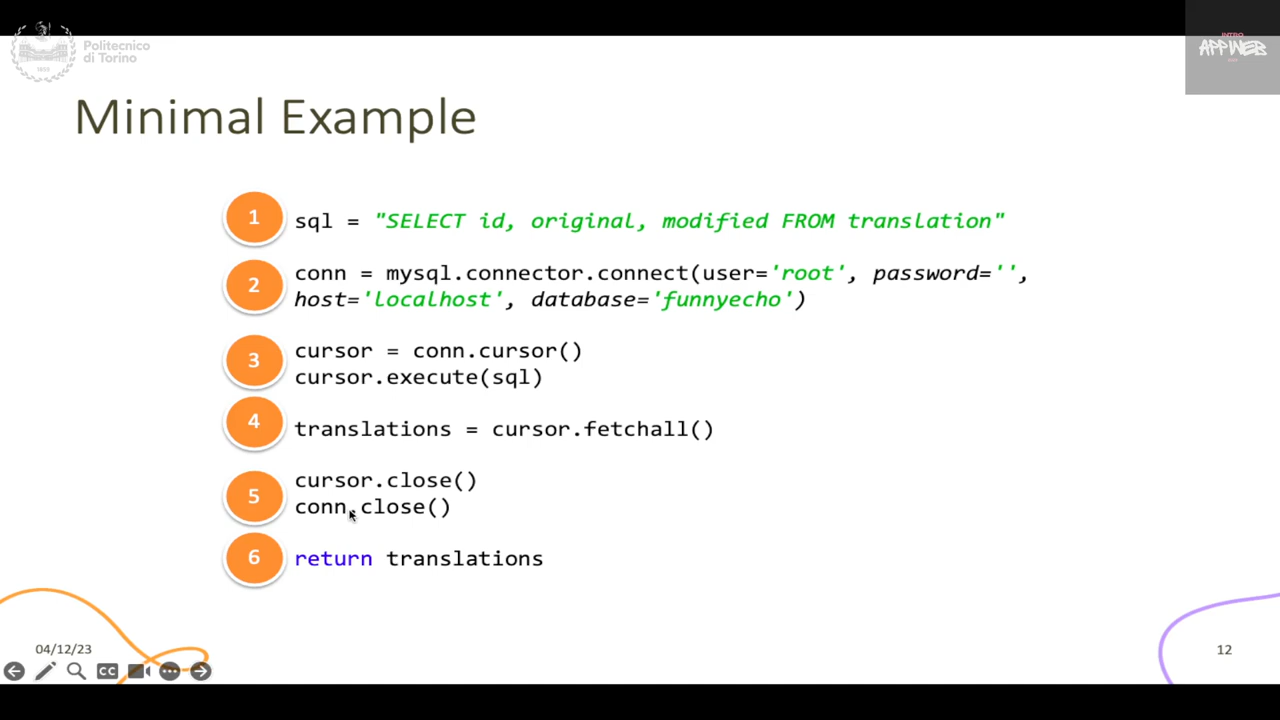 Politecnico
di Torino
INTRO
APPWEB
Minimal Example
1
sql = "SELECT id, original, modified FROM translation"
2
conn = mysql.connector.connect(user='root', password='',
host='localhost', database='funnyecho')
3
cursor = conn.cursor()
cursor.execute(sql)
4
translations = cursor.fetchall()
5
cursor.close()
conn.close()
6
return translations
04/12/23
CC
12